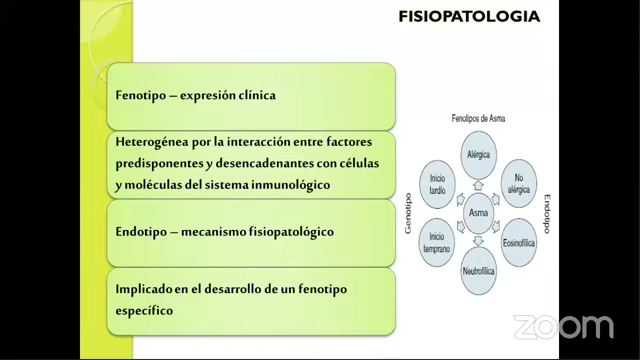 FISIOPATOLOGIA
Fenotipo – expresión clínica
Heterogénea por la interacción entre factores
predisponentes y desencadenantes con células
y moléculas del sistema inmunológico
Endotipo – mecanismo fisiopatológico
Implicado en el desarrollo de un fenotipo
específico
Fenotipos de Asma
Alérgica
Inicio
tardío
No
alérgica
Genotipo
Asma
Endotipo
Inicio
temprano
Eosinofílica
Neutrofílica
zoom